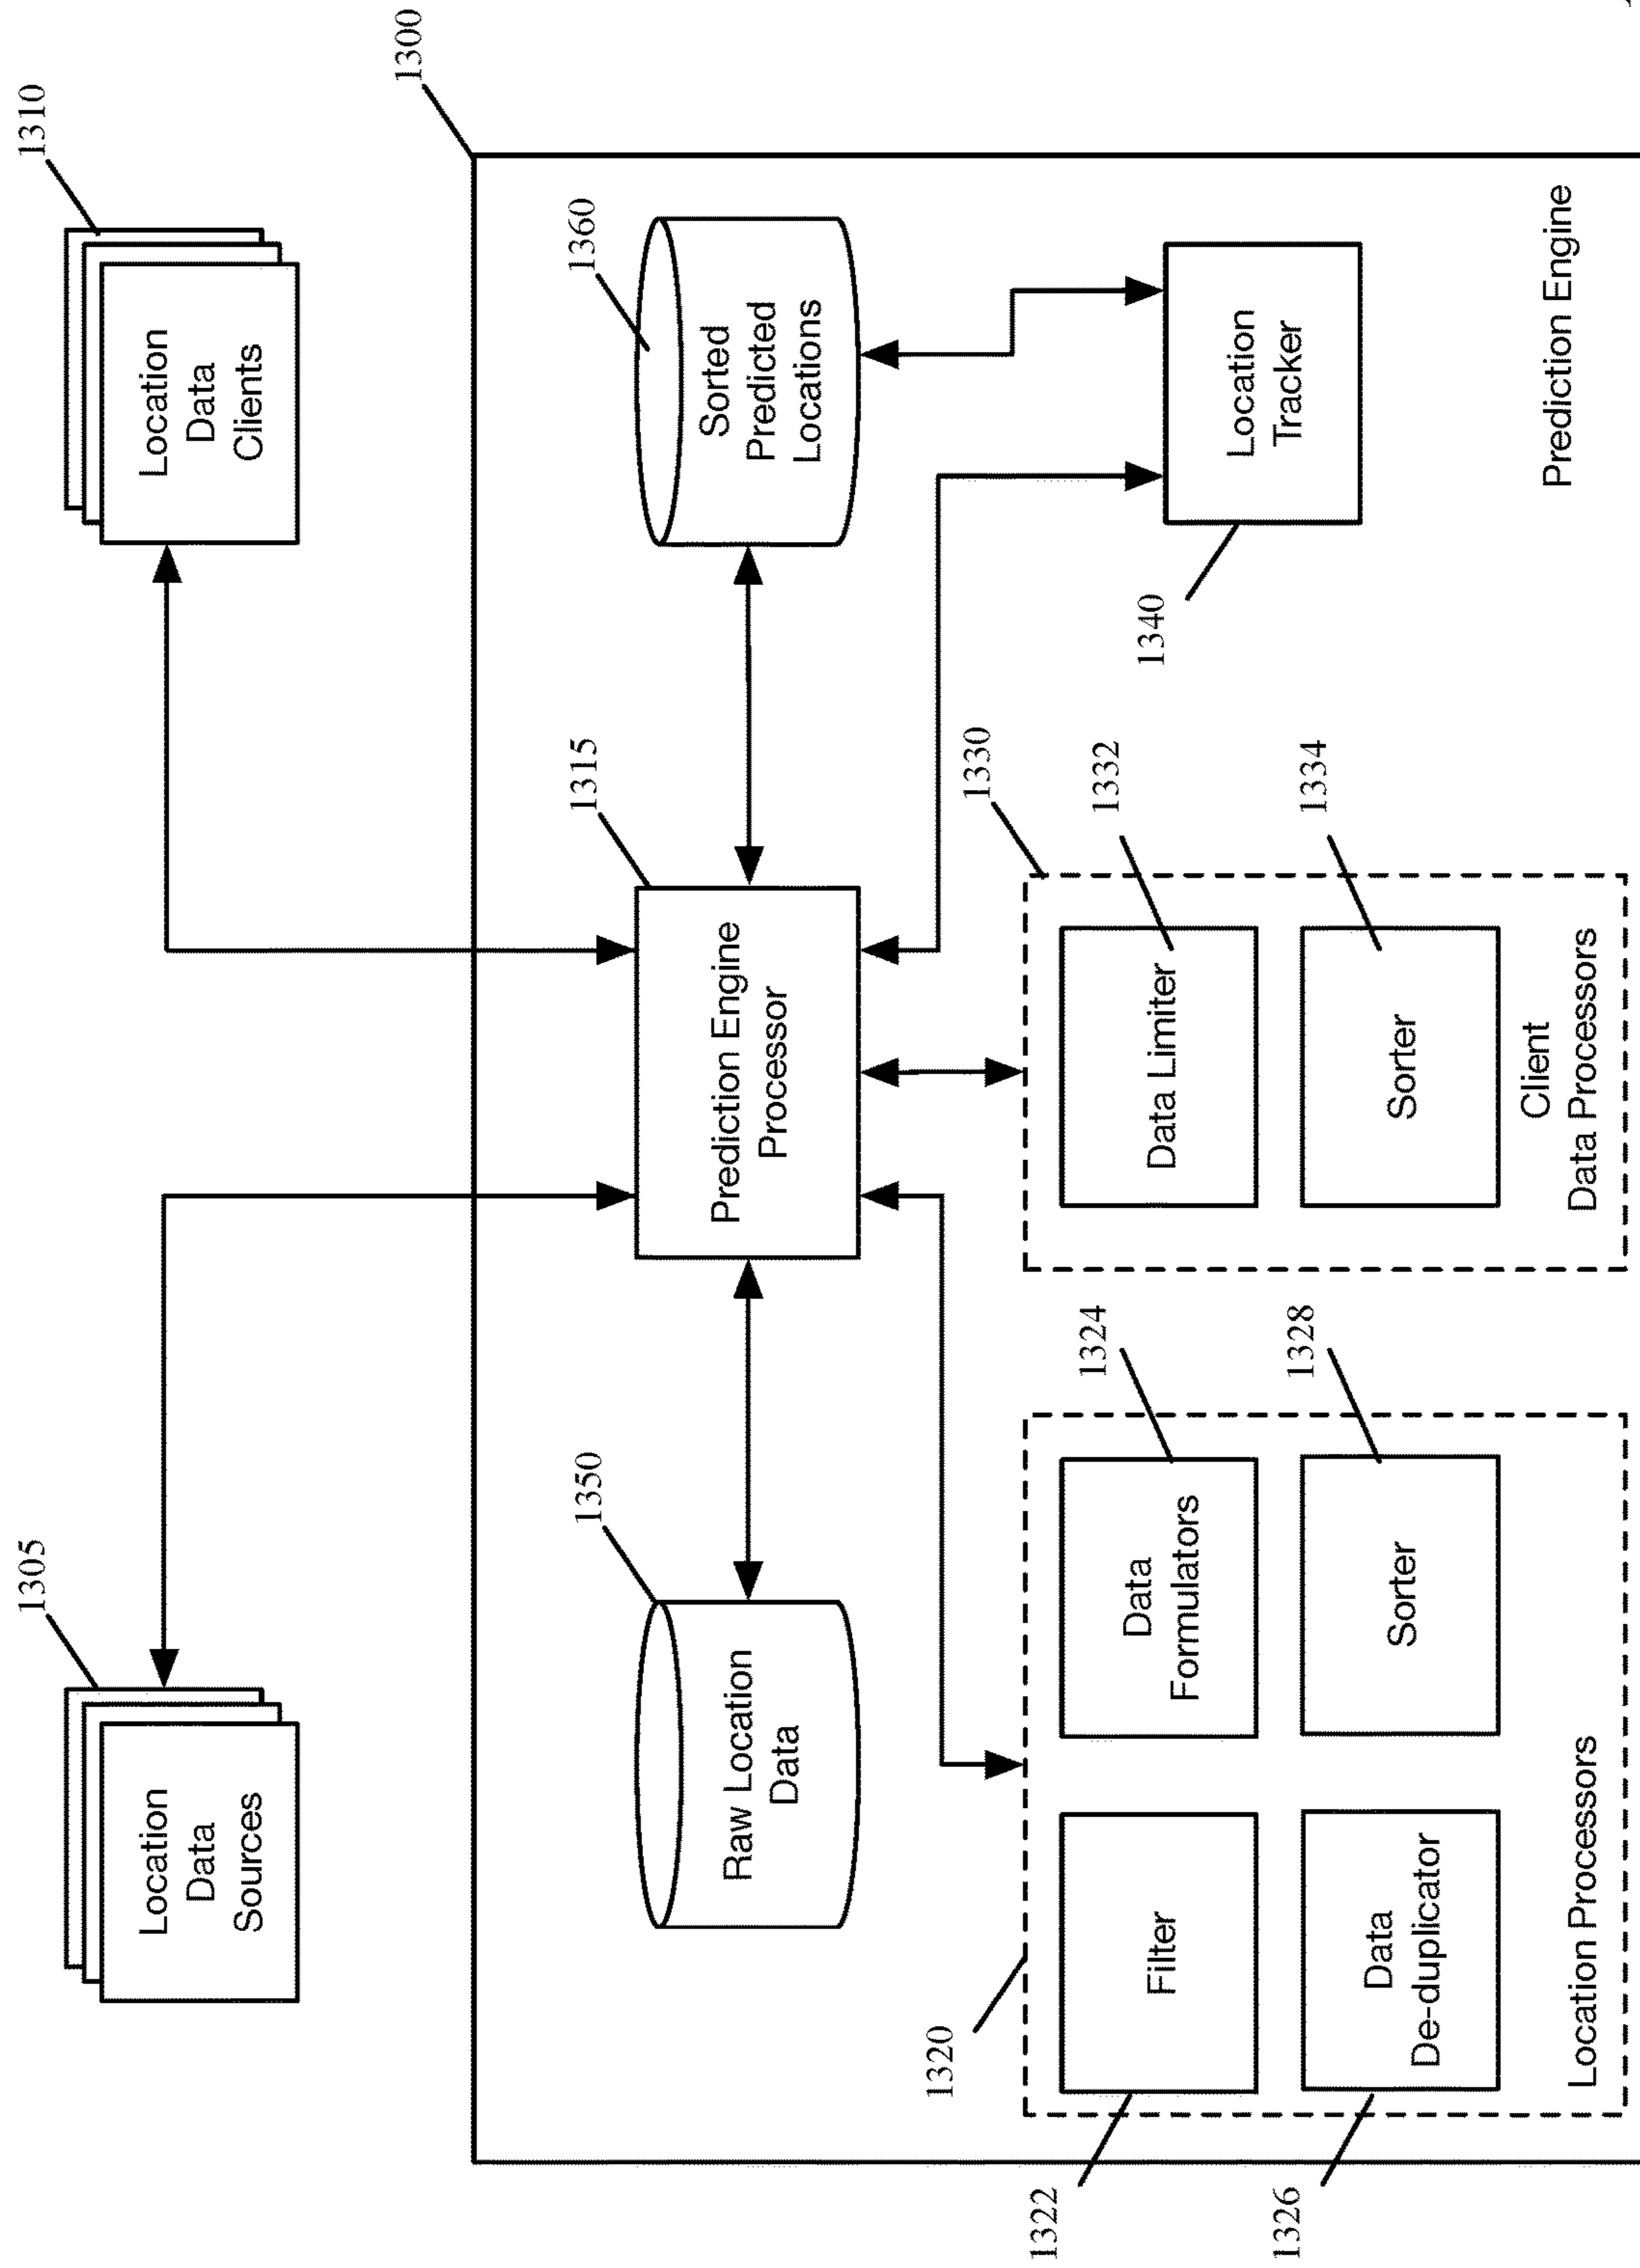 1305
1310
Location
Data
Sources
Location
Data
Clients
1300
1350
1315
1360
Raw Location
Data
Prediction Engine
Processor
Sorted
Predicted
Locations
1320
1330
1322
1324
1332
1340
Filter
Data
Formulators
Data Limiter
Location
Tracker
1326
1328
1334
Data
De-duplicator
Sorter
Sorter
Location Processors
Client
Data Processors
Prediction Engine